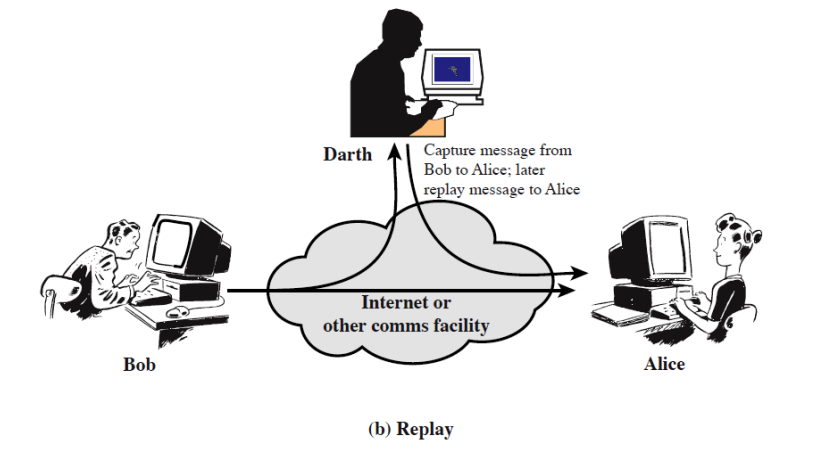 Darth
Capture message from
Bob to Alice; later
replay message to Alice
Internet or
other comms facility
Bob
Alice
(b) Replay